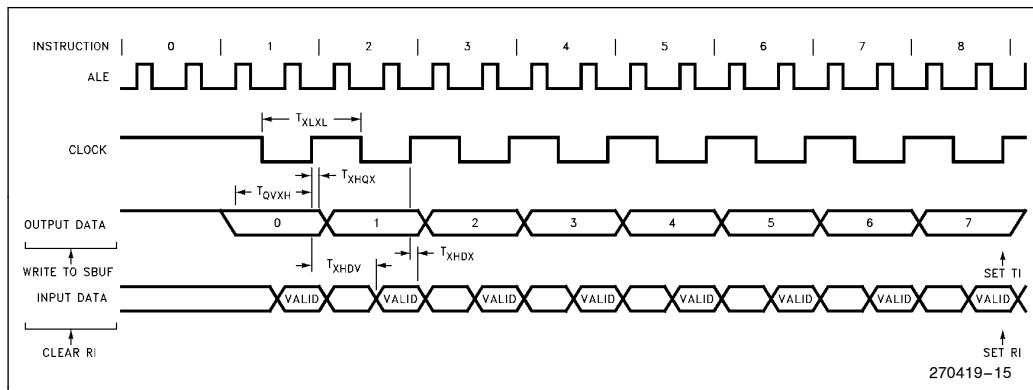 INSTRUCTION | 0 | 1 | 2 | 3 | 4 | 5 | 6 | 7 | 8 |
ALE
TXLXL
CLOCK
TXHQX
TQVXH
OUTPUT DATA 0 1 2 3 4 5 6 7
TXHDX
WRITE TO SBUF TXHDV SET TI
INPUT DATA VALID VALID VALID VALID VALID VALID VALID VALID
CLEAR RI SET RI
270419–15